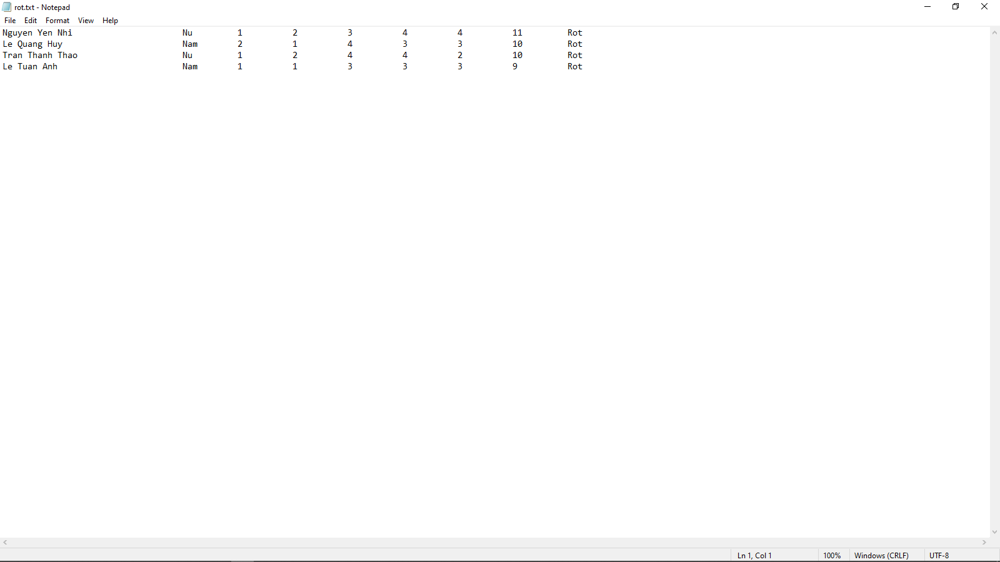 rot.txt - Notepad
File Edit Format View Help
Nguyen Yen Nhi Nu 1 2 3 4 4 11 Rot
Le Quang Huy Nam 2 1 4 3 3 10 Rot
Tran Thanh Thao Nu 1 2 4 4 2 10 Rot
Le Tuan Anh Nam 1 1 3 3 3 9 Rot
Ln 1, Col 1 100% Windows (CRLF) UTF-8